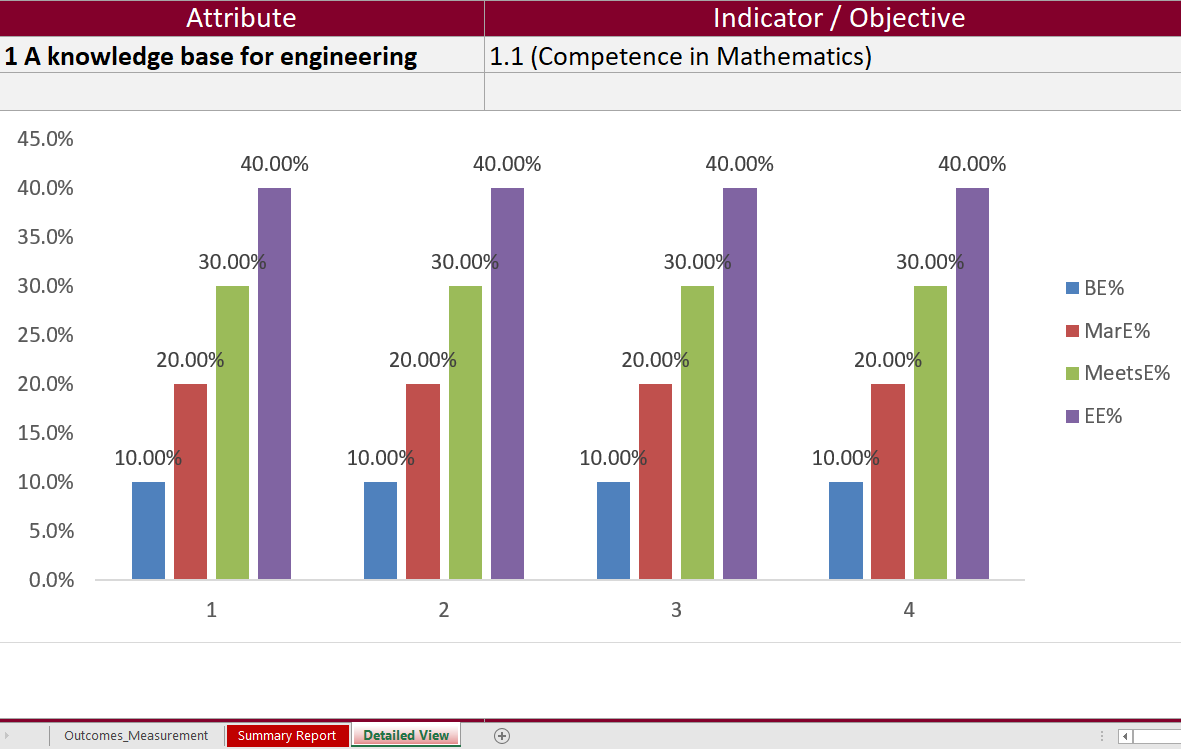 Attribute Indicator / Objective
1 A knowledge base for engineering 1.1 (Competence in Mathematics)
45.0%
40.00% 40.00% 40.00% 40.00%
40.0%
35.0%
30.00% 30.00% 30.00% 30.00%
30.0%
BE%
25.0%
MarE%
20.00% 20.00% 20.00% 20.00%
20.0%
MeetsE%
15.0%
EE%
10.00% 10.00% 10.00% 10.00%
10.0%
5.0%
0.0%
1 2 3 4
Outcomes_Measurement Summary Report Detailed View